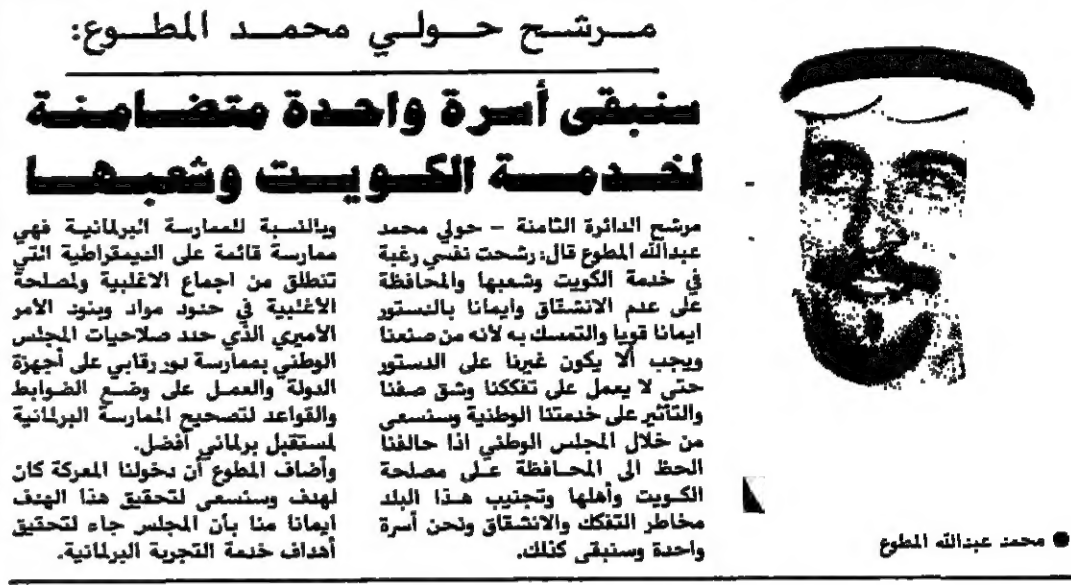 مرشح حولي محمد المطوع:
سنبقى أسرة واحدة متضامنة
لخدمة الكويت وشعبها
مرشح الدائرة الثامنة – حولي محمد
عبدالله المطوع قال: رشحت نفسي رغبة
في خدمة الكويت وشعبها والمحافظة
على عدم الانشقاق وايمانا بالدستور
ايمانا قويا والتمسك به لأنه من صنعنا
ويجب ألا يكون غيرنا على الدستور
حتى لا يعمل على تفككنا وشق صفنا
والتأثير على خدمتنا الوطنية وسنسعى
من خلال المجلس الوطني اذا حالفنا
الحظ الى المحافظة على مصلحة
الكويت وأهلها وتجنيب هذا البلد
مخاطر التفكك والانشقاق ونحن أسرة
واحدة وسنبقى كذلك.
وبالنسبة للممارسة البرلمانية فهي
ممارسة قائمة على الديمقراطية التي
تنطلق من اجماع الاغلبية ولمصلحة
الأغلبية في حدود مواد وبنود الأمر
الأميري الذي حدد صلاحيات المجلس
الوطني بممارسة دور رقابي على أجهزة
الدولة والعمل على وضع الضوابط
والقواعد لتصحيح الممارسة البرلمانية
لمستقبل برلماني أفضل.
وأضاف المطوع أن دخولنا المعركة كان
لهدف وسنسعى لتحقيق هذا الهدف
ايمانا منا بأن المجلس جاء لتحقيق
أهداف خدمة التجربة البرلمانية.
● محمد عبدالله المطوع